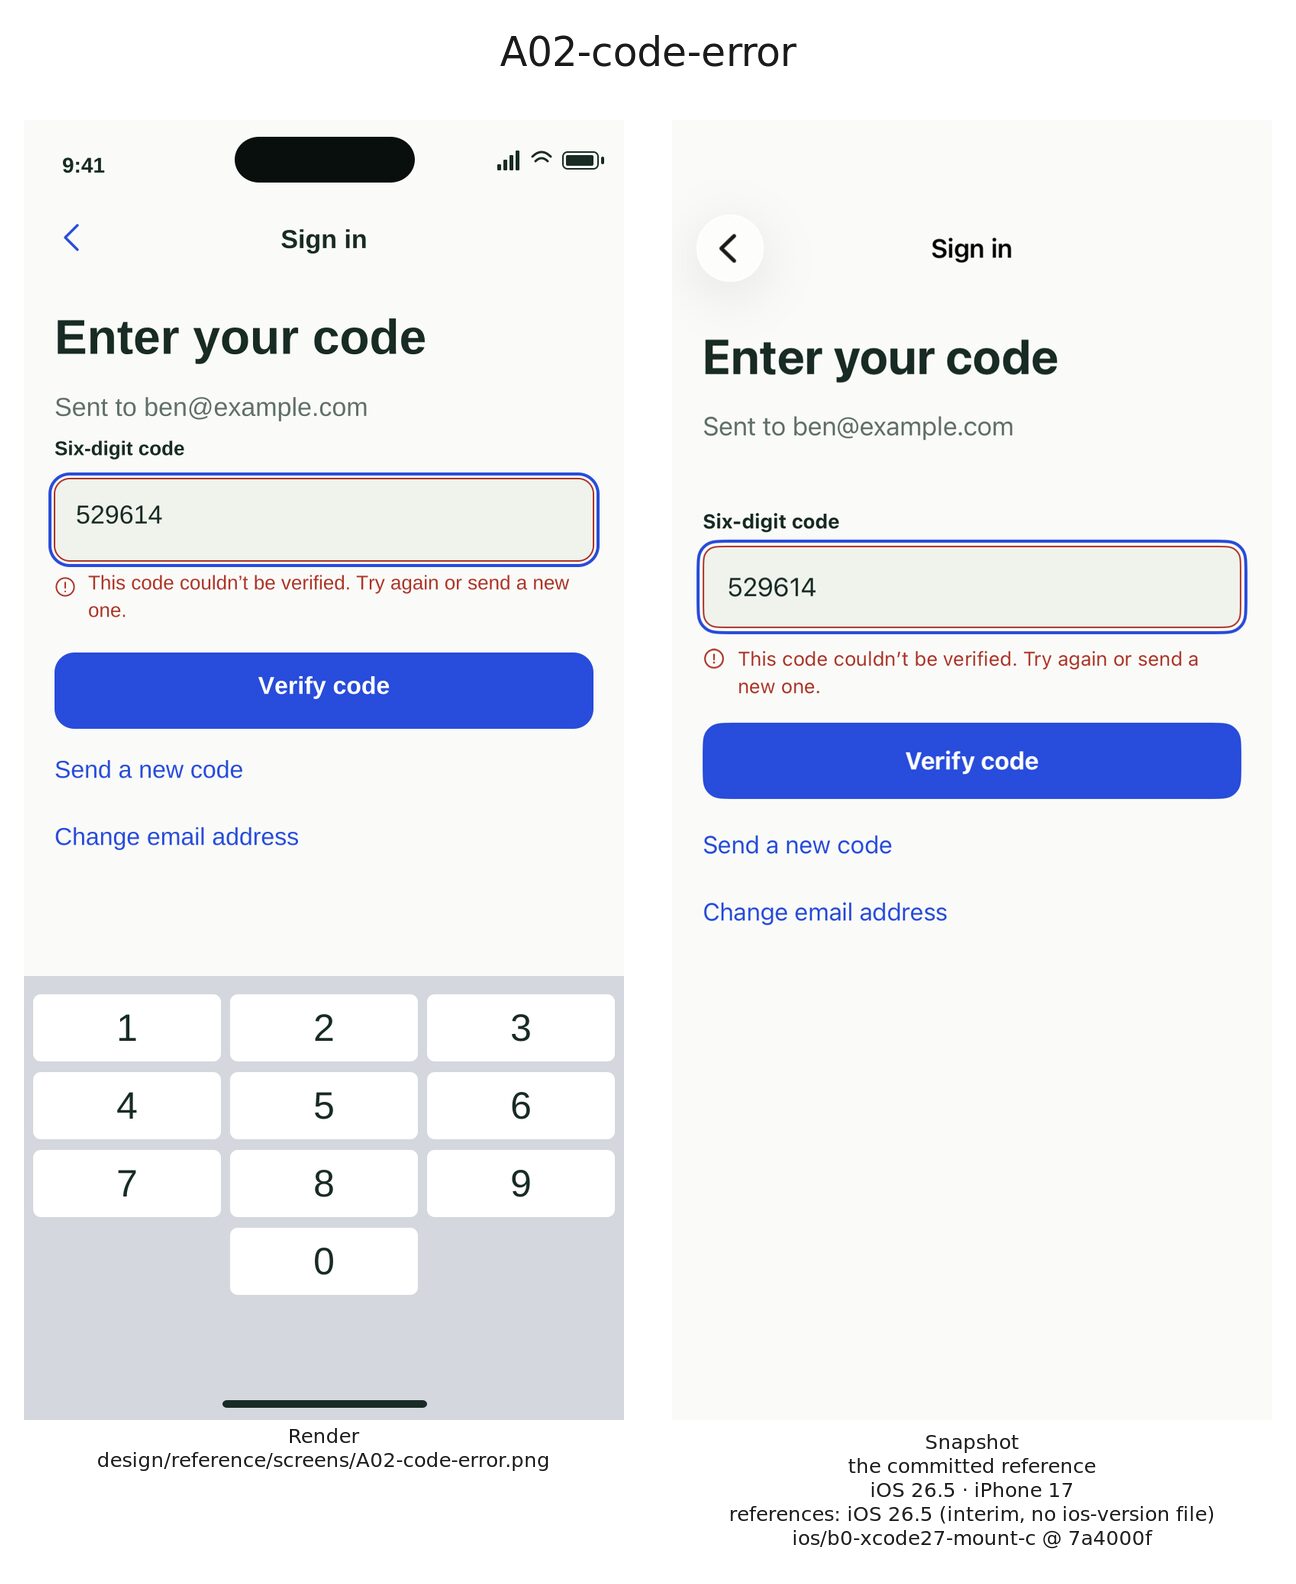 A02-code-error
9:41
Sign in
Enter your code
Sent to ben@example.com
Six-digit code
529614
This code couldn’t be verified. Try again or send a new
one.
Verify code
Send a new code
Change email address
1 2 3
4 5 6
7 8 9
0
Render
design/reference/screens/A02-code-error.png
Sign in
Enter your code
Sent to ben@example.com
Six-digit code
529614
This code couldn’t be verified. Try again or send a
new one.
Verify code
Send a new code
Change email address
Snapshot
the committed reference
iOS 26.5 · iPhone 17
references: iOS 26.5 (interim, no ios-version file)
ios/b0-xcode27-mount-c @ 7a4000f